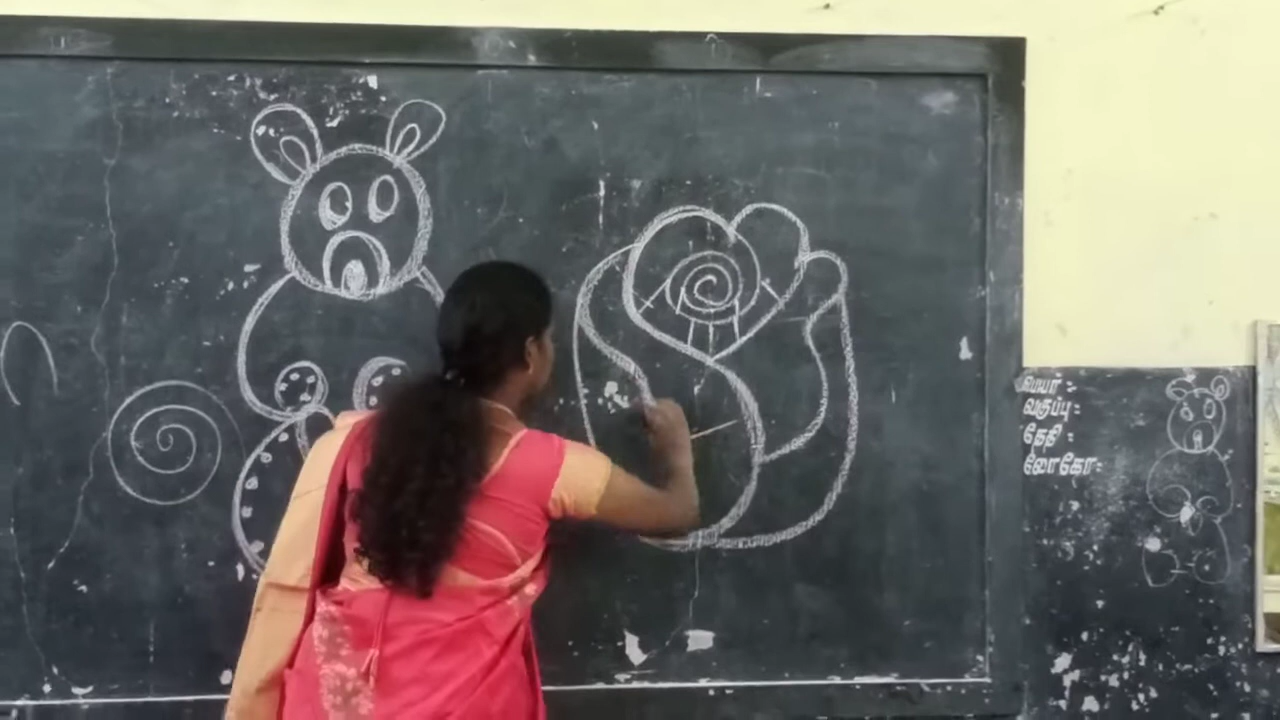 பெயர் :-
வகுப்பு :-
தேதி :-
லோகோ:-